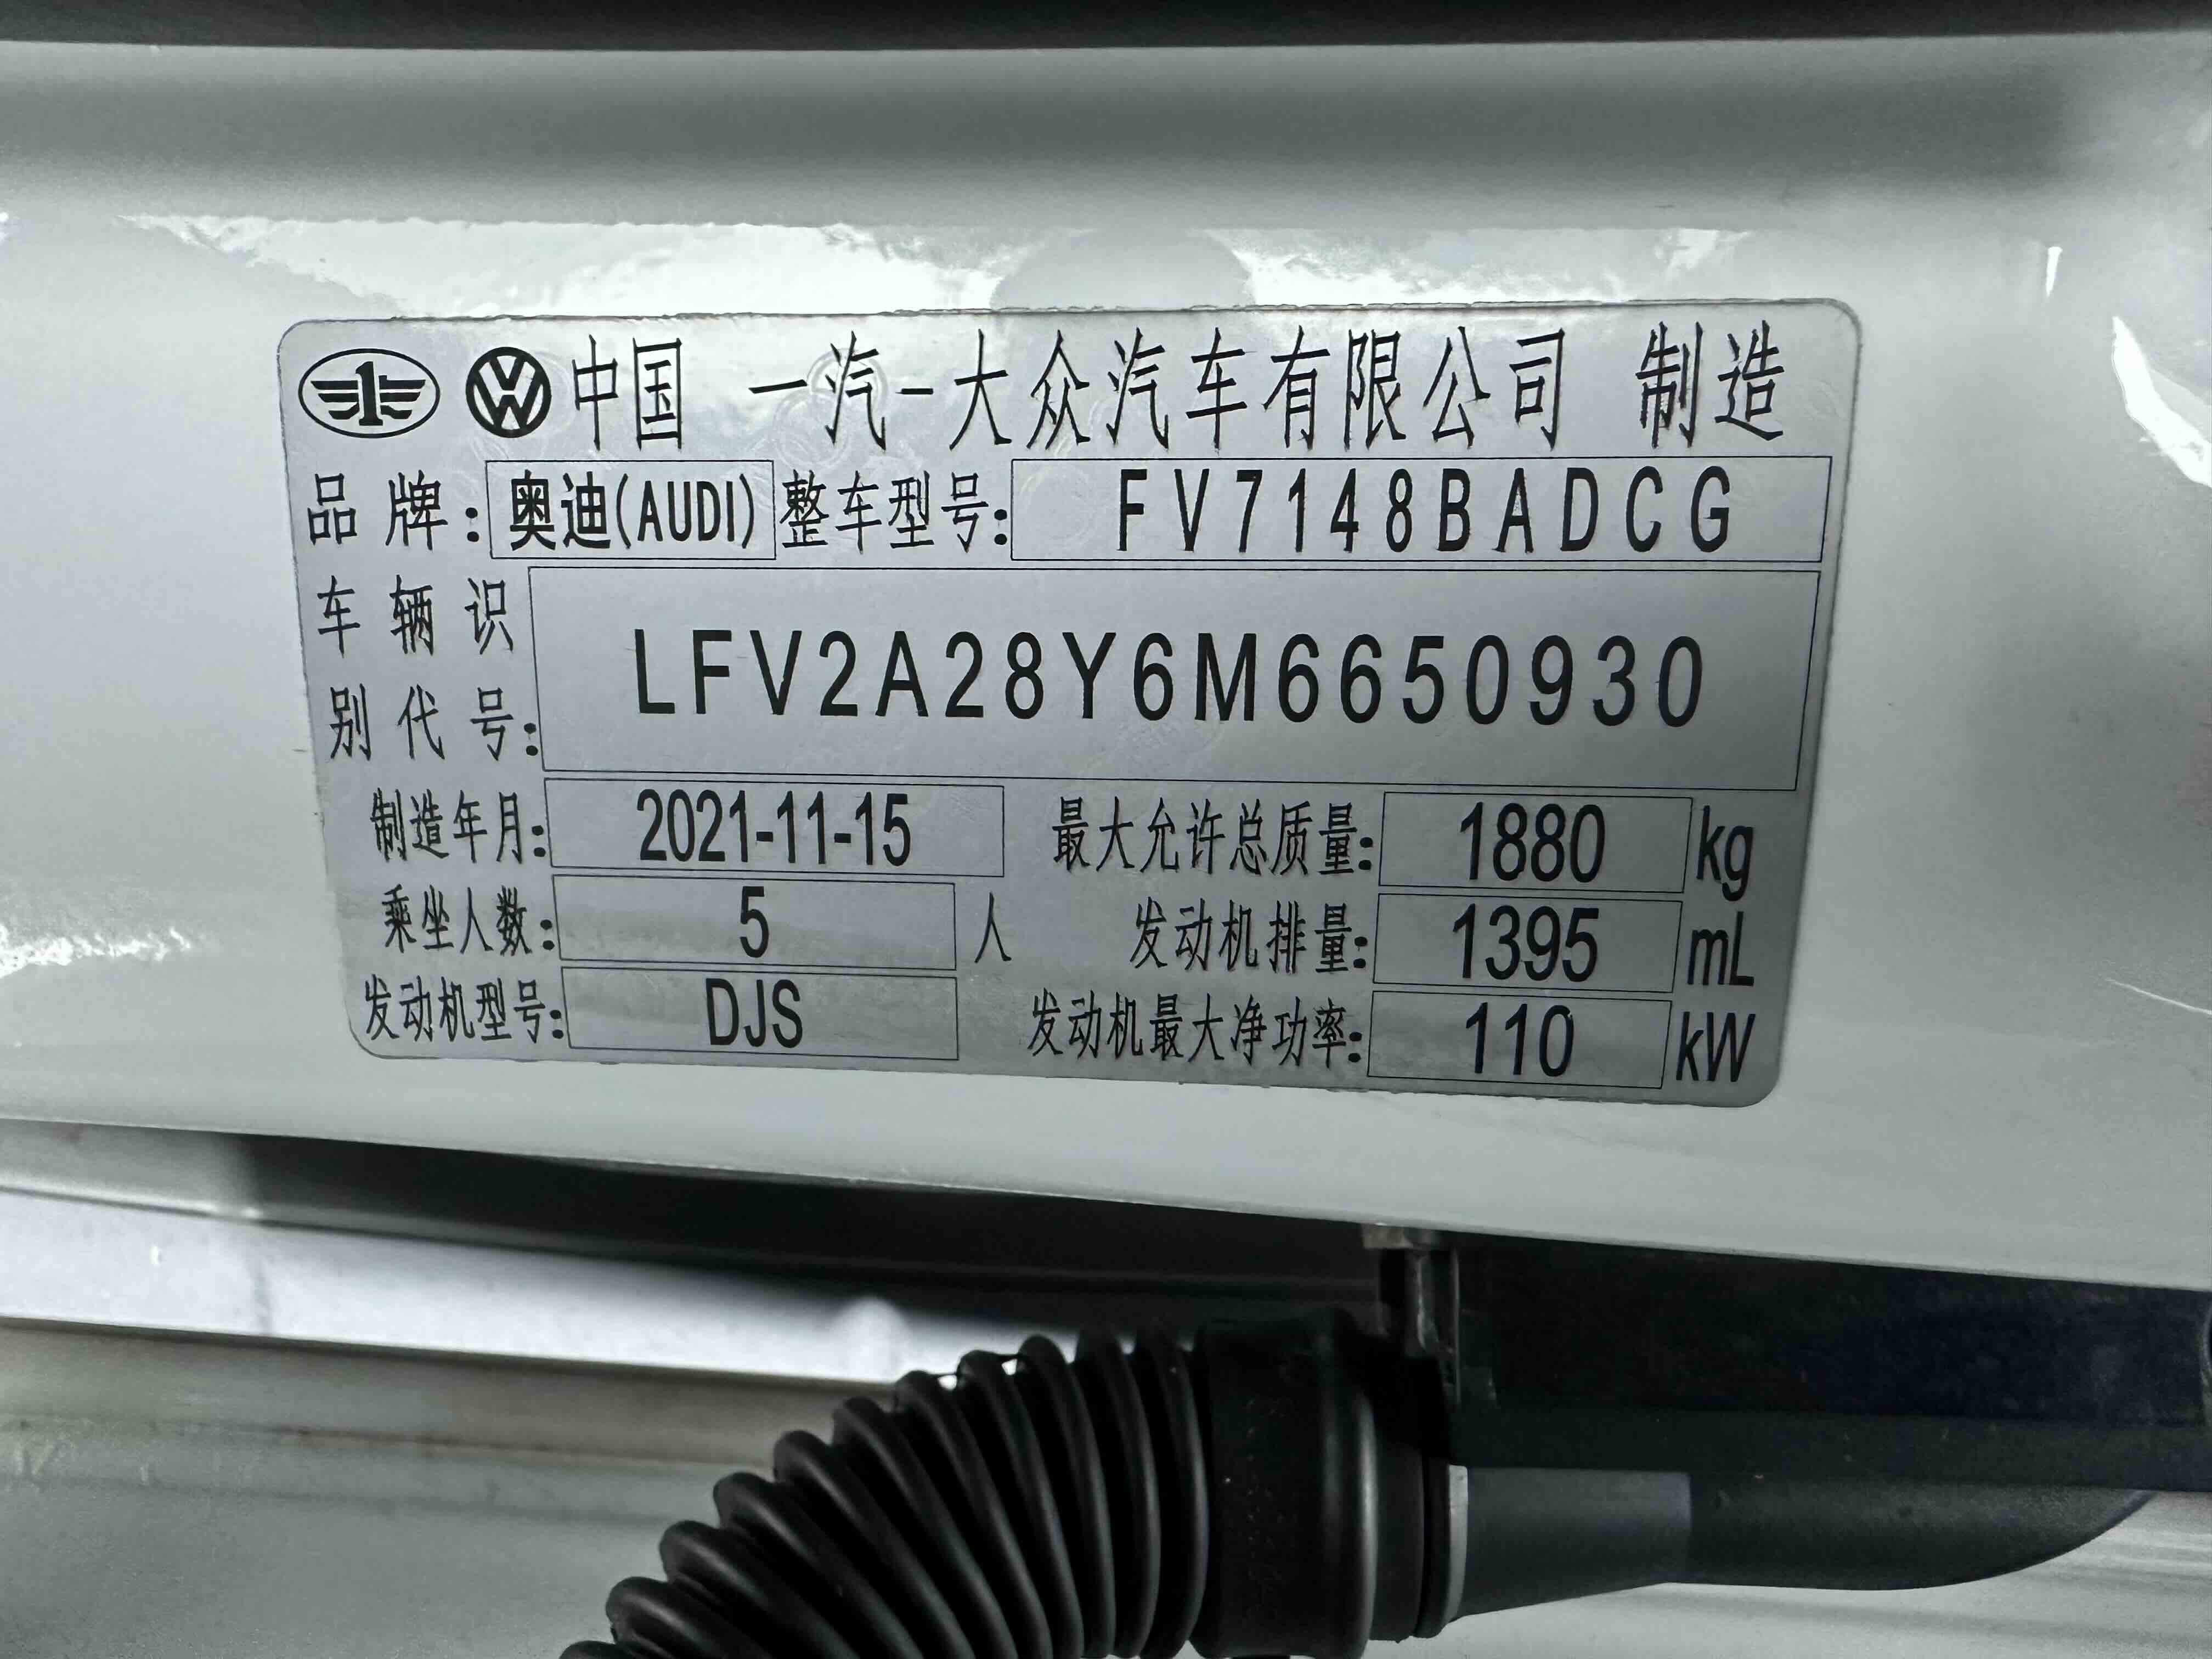 中国 一汽-大众汽车有限公司 制造
品牌: 奥迪(AUDI) 整车型号: FV7148BADCG
车辆识
别代号: LFV2A28Y6M6650930
制造年月: 2021-11-15 最大允许总质量: 1880 kg
乘坐人数: 5 人 发动机排量: 1395 mL
发动机型号: DJS 发动机最大净功率: 110 kW